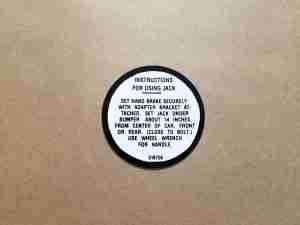 INSTRUCTIONS
FOR USING JACK
SET HAND BRAKE SECURELY
WITH ADAPTER BRACKET AT-
TACHED, SET JACK UNDER
BUMPER ABOUT 14 INCHES
FROM CENTER OF CAR, FRONT
OR REAR. (CLOSE TO BOLT.)
USE WHEEL WRENCH
FOR HANDLE